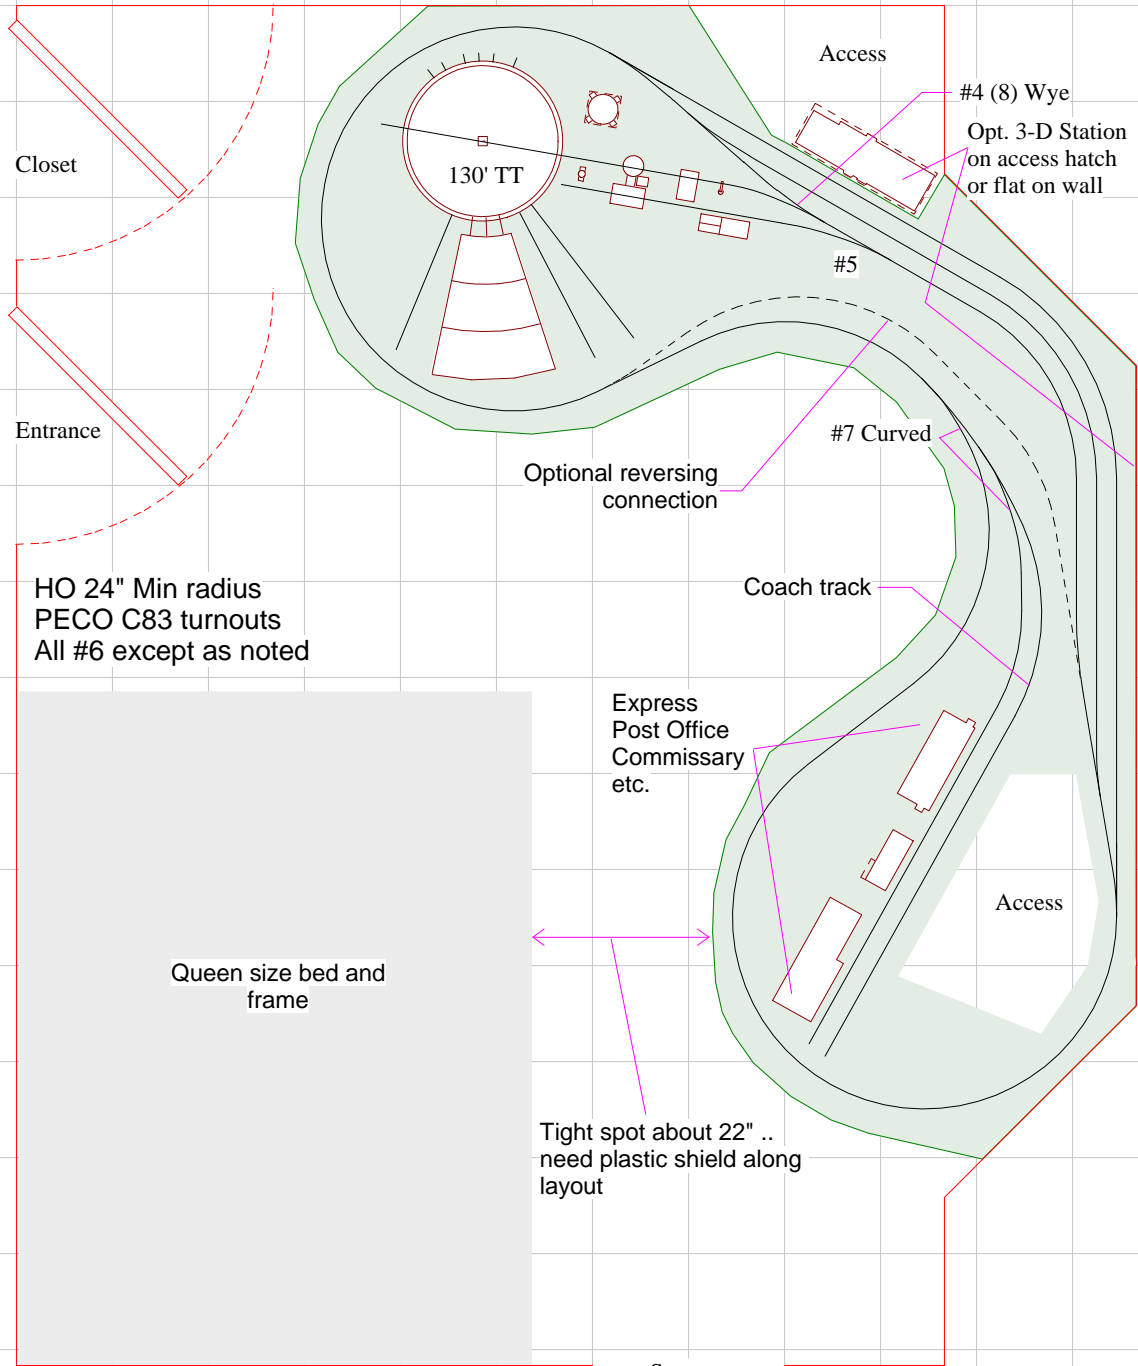 Access
#4 (8) Wye
Opt. 3-D Station
on access hatch
or flat on wall
Closet
130' TT
#5
Entrance
#7 Curved
Optional reversing
connection
HO 24" Min radius
PECO C83 turnouts
All #6 except as noted
Coach track
Express
Post Office
Commissary
etc.
Access
Queen size bed and
frame
Tight spot about 22" ..
need plastic shield along
layout